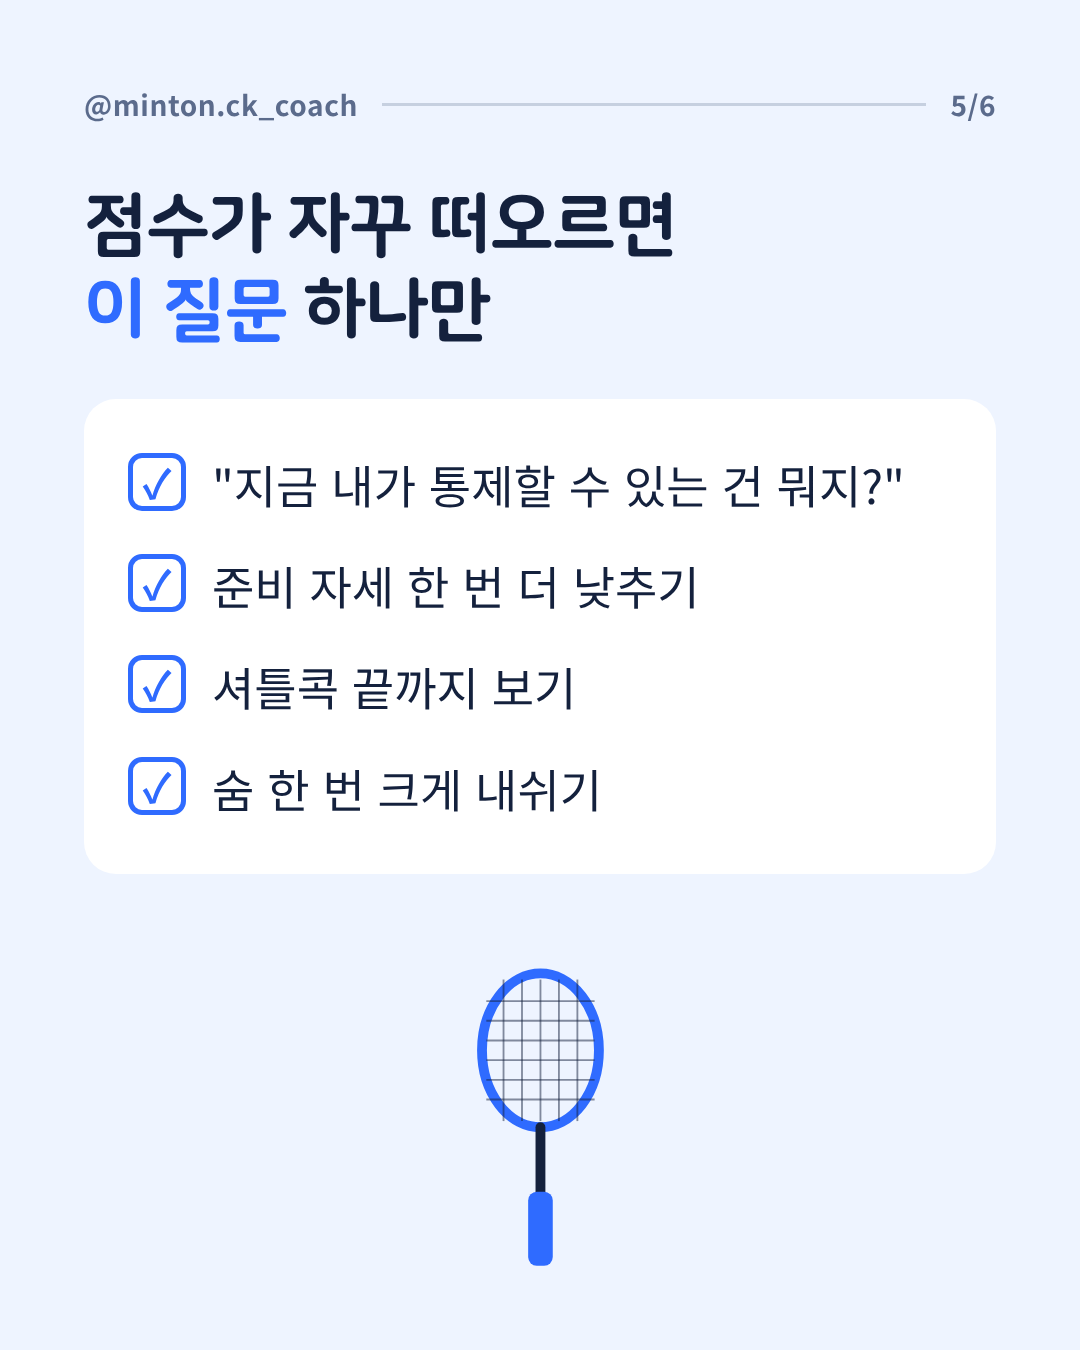 @minton.ck_coach 5/6
점수가 자꾸 떠오르면
이 질문 하나만
"지금 내가 통제할 수 있는 건 뭐지?"
준비 자세 한 번 더 낮추기
셔틀콕 끝까지 보기
숨 한 번 크게 내쉬기